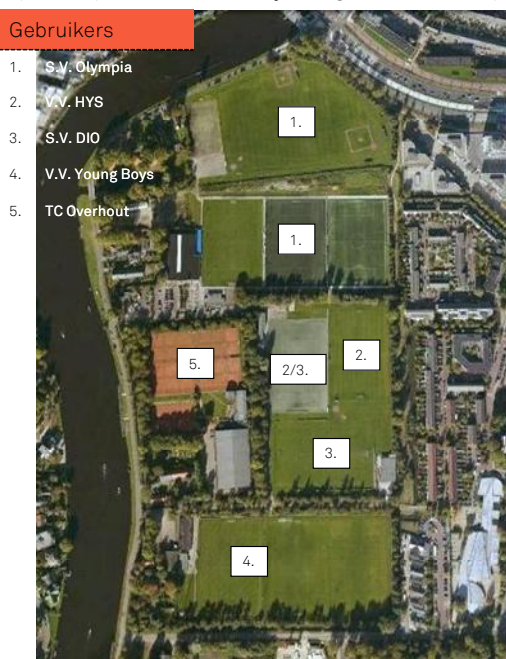 Gebruikers
1. S.V. Olympia
2. V.V. HYS
3. S.V. DIO
4. V.V. Young Boys
5. TC Overhout
1.
1.
2.
5.
2/3.
3.
4.